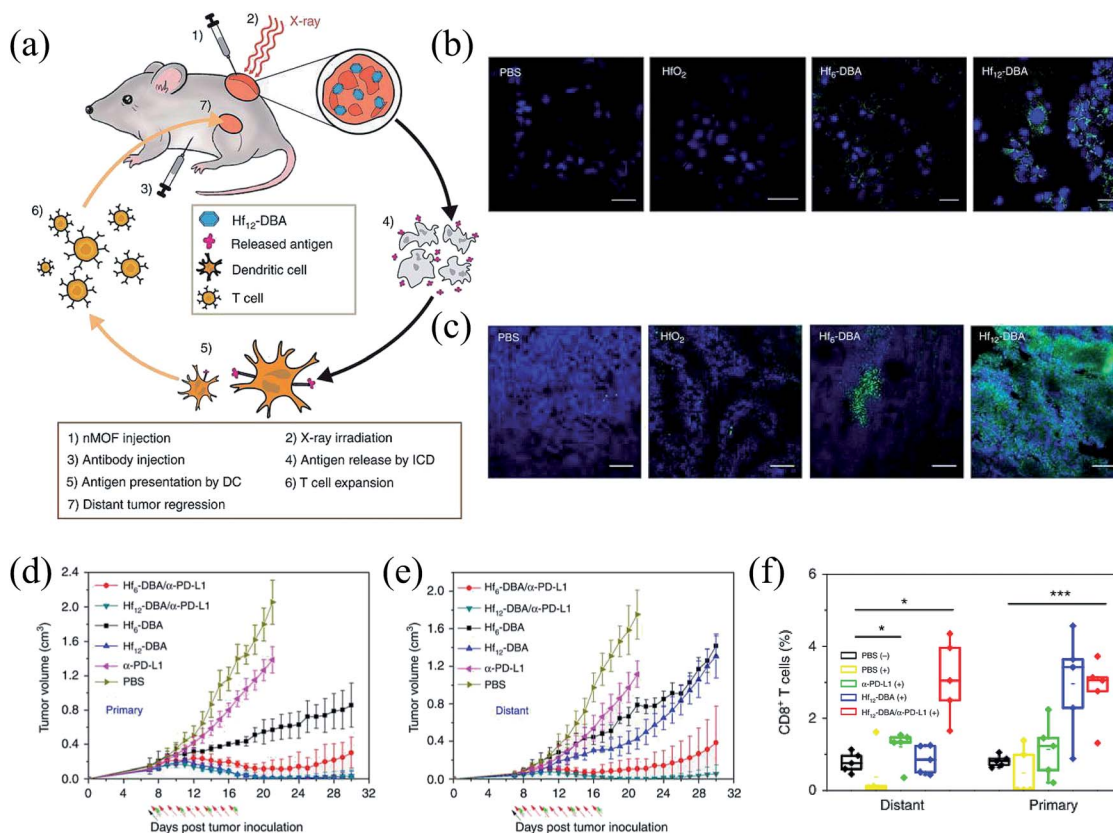 (a)
1)
2)
X-ray
7)
3)
Hf12-DBA
Released antigen
Dendritic cell
T cell
6)
4)
5)
1) nMOF injection
2) X-ray irradiation
3) Antibody injection
4) Antigen release by ICD
5) Antigen presentation by DC
6) T cell expansion
7) Distant tumor regression
(b)
PBS
HfO2
Hf6-DBA
Hf12-DBA
(c)
PBS
HfO2
Hf6-DBA
Hf12-DBA
(d)
Tumor volume (cm3)
2.4
2.0
1.6
1.2
0.8
0.4
0.0
Hf6-DBA/α-PD-L1
Hf12-DBA/α-PD-L1
Hf6-DBA
Hf12-DBA
α-PD-L1
PBS
Primary
0 4 8 12 16 20 24 28 32
Days post tumor inoculation
(e)
Tumor volume (cm3)
2.4
2.0
1.6
1.2
0.8
0.4
0.0
Hf6-DBA/α-PD-L1
Hf12-DBA/α-PD-L1
Hf6-DBA
Hf12-DBA
α-PD-L1
PBS
Distant
0 4 8 12 16 20 24 28 32
Days post tumor inoculation
(f)
CD8+ T cells (%)
6
4
2
0
*
*
***
PBS (–)
PBS (+)
α-PD-L1 (+)
Hf12-DBA (+)
Hf12-DBA/α-PD-L1 (+)
Distant
Primary